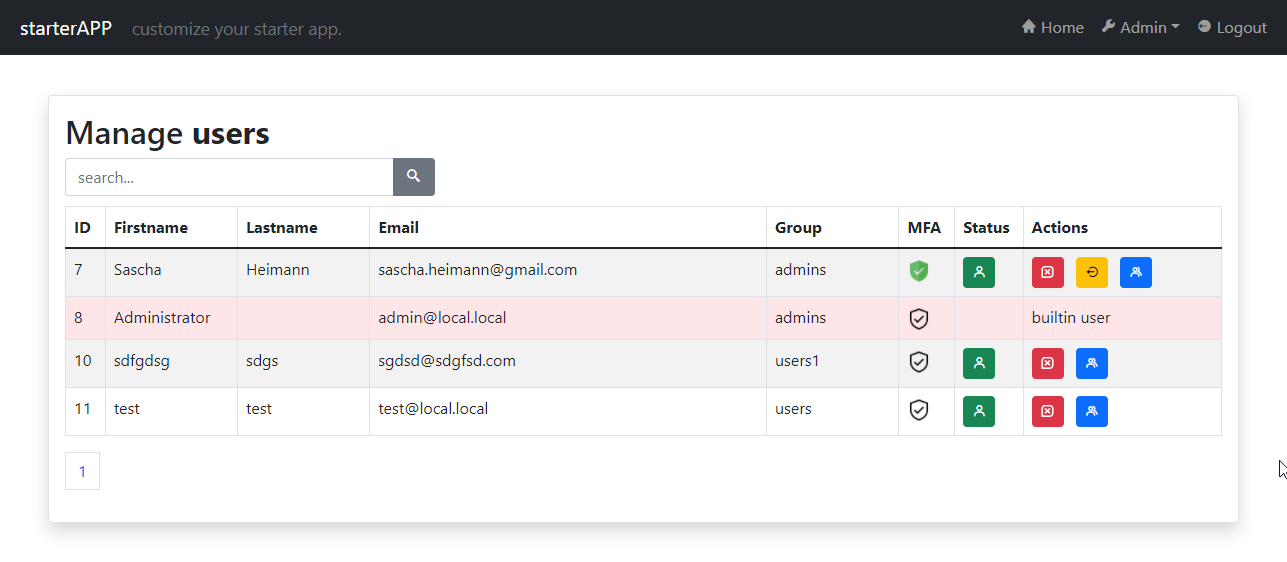 starterAPP customize your starter app. Home Admin Logout
Manage users
search...
ID Firstname Lastname Email Group MFA Status Actions
7 Sascha Heimann sascha.heimann@gmail.com admins
8 Administrator admin@local.local admins builtin user
10 sdfgdsg sdgs sgdsd@sdgfsd.com users1
11 test test test@local.local users
1